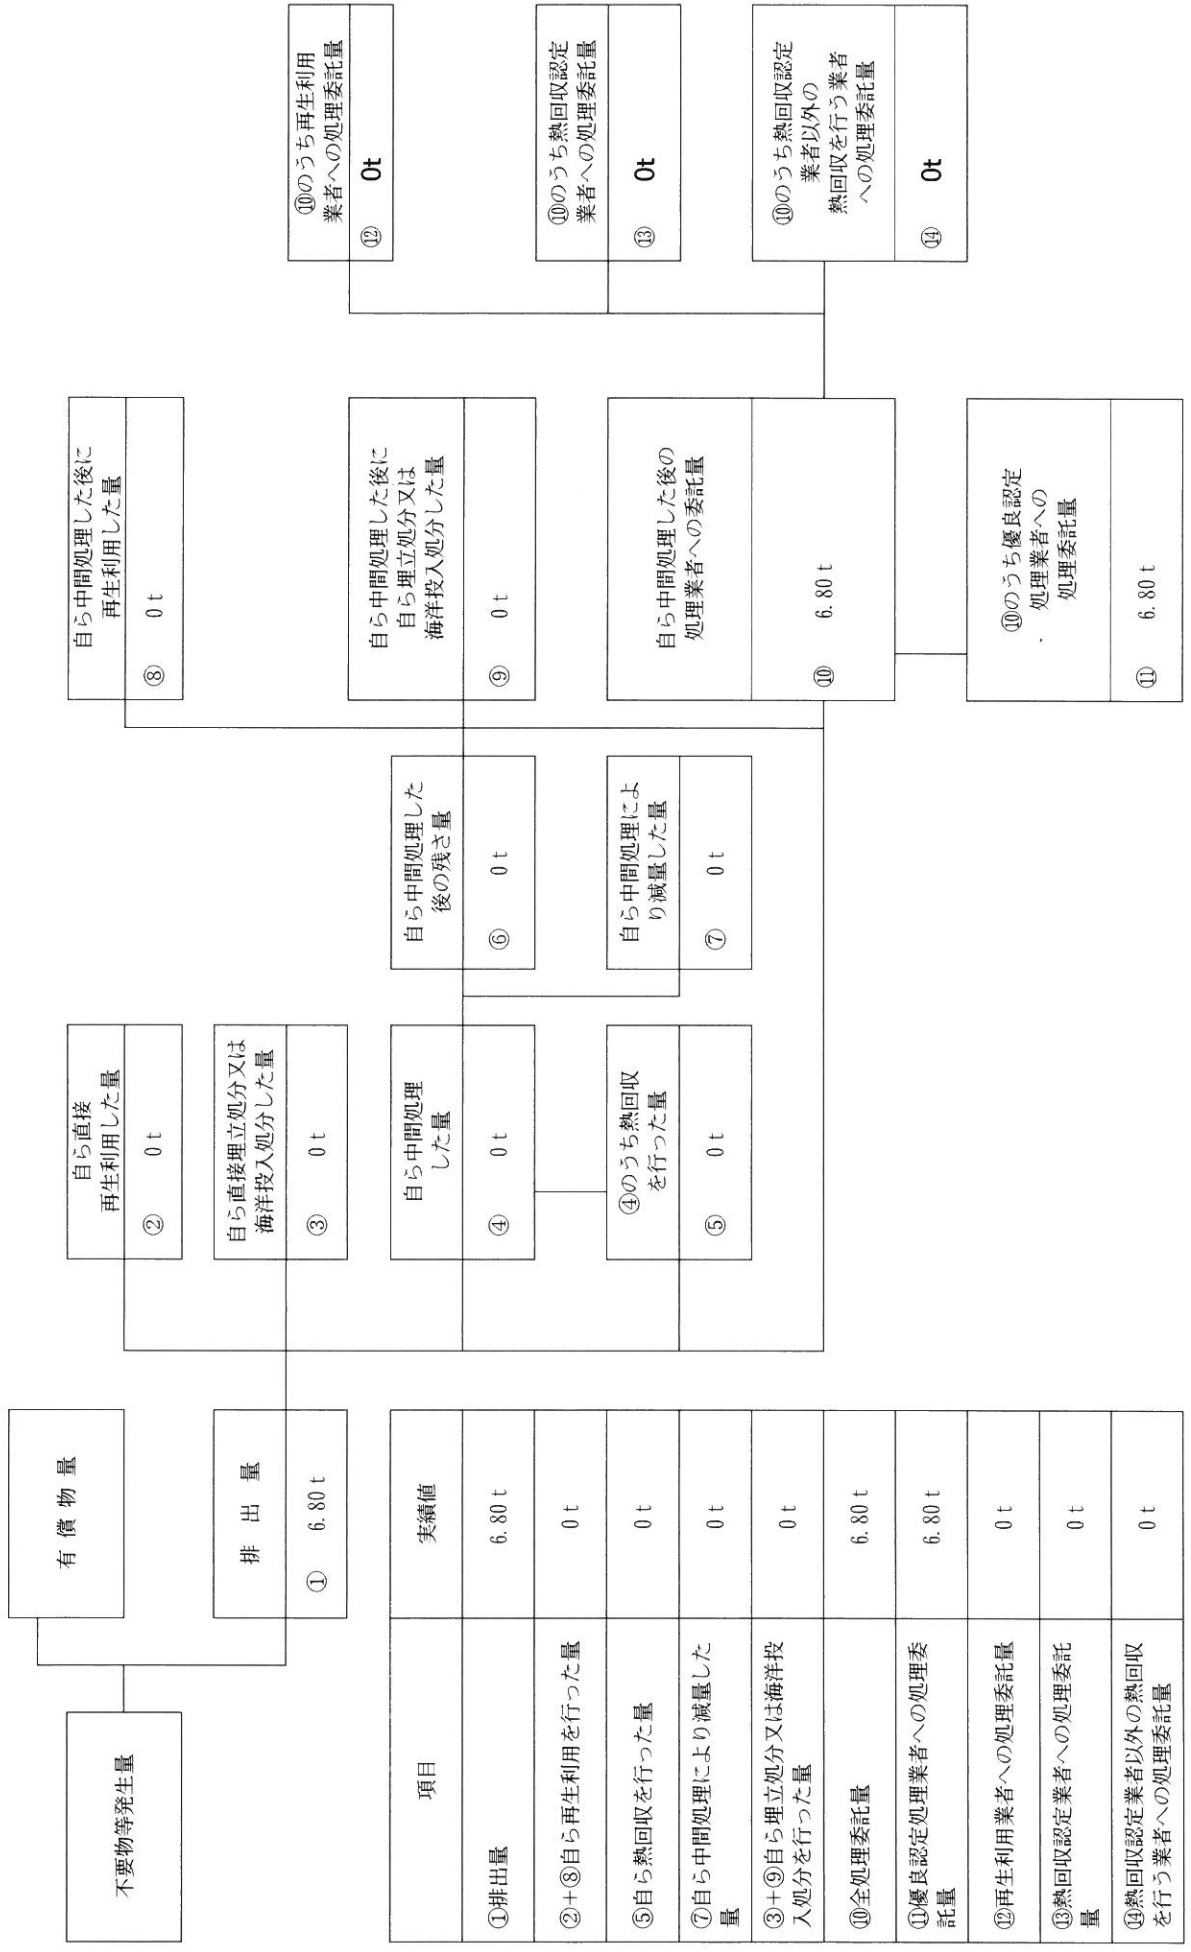 不要物等発生量
有 償 物 量
排 出 量
① 6.80 t
自ら直接
再生利用した量
② 0 t
自ら直接埋立処分又は
海洋投入処分した量
③ 0 t
自ら中間処理
した量
④ 0 t
④のうち熱回収
を行った量
⑤ 0 t
自ら中間処理した
後の残さ量
⑥ 0 t
自ら中間処理によ
り減量した量
⑦ 0 t
自ら中間処理した後に
再生利用した量
⑧ 0 t
自ら中間処理した後に
自ら埋立処分又は
海洋投入処分した量
⑨ 0 t
自ら中間処理した後の
処理業者への委託量
⑩ 6.80 t
⑩のうち優良認定
処理業者への
処理委託量
⑪ 6.80 t
⑩のうち再生利用
業者への処理委託量
⑫ 0t
⑩のうち熱回収認定
業者への処理委託量
⑬ 0t
⑩のうち熱回収認定
業者以外の
熱回収を行う業者
への処理委託量
⑭ 0t
項目 実績値
①排出量 6.80 t
②+⑧自ら再生利用を行った量 0 t
⑤自ら熱回収を行った量 0 t
⑦自ら中間処理により減量した
量 0 t
③+⑨自ら埋立処分又は海洋投
入処分を行った量 0 t
⑩全処理委託量 6.80 t
⑪優良認定処理業者への処理委
託量 6.80 t
⑫再生利用業者への処理委託量 0 t
⑬熱回収認定業者への処理委託
量 0 t
⑭熱回収認定業者以外の熱回収
を行う業者への処理委託量 0 t